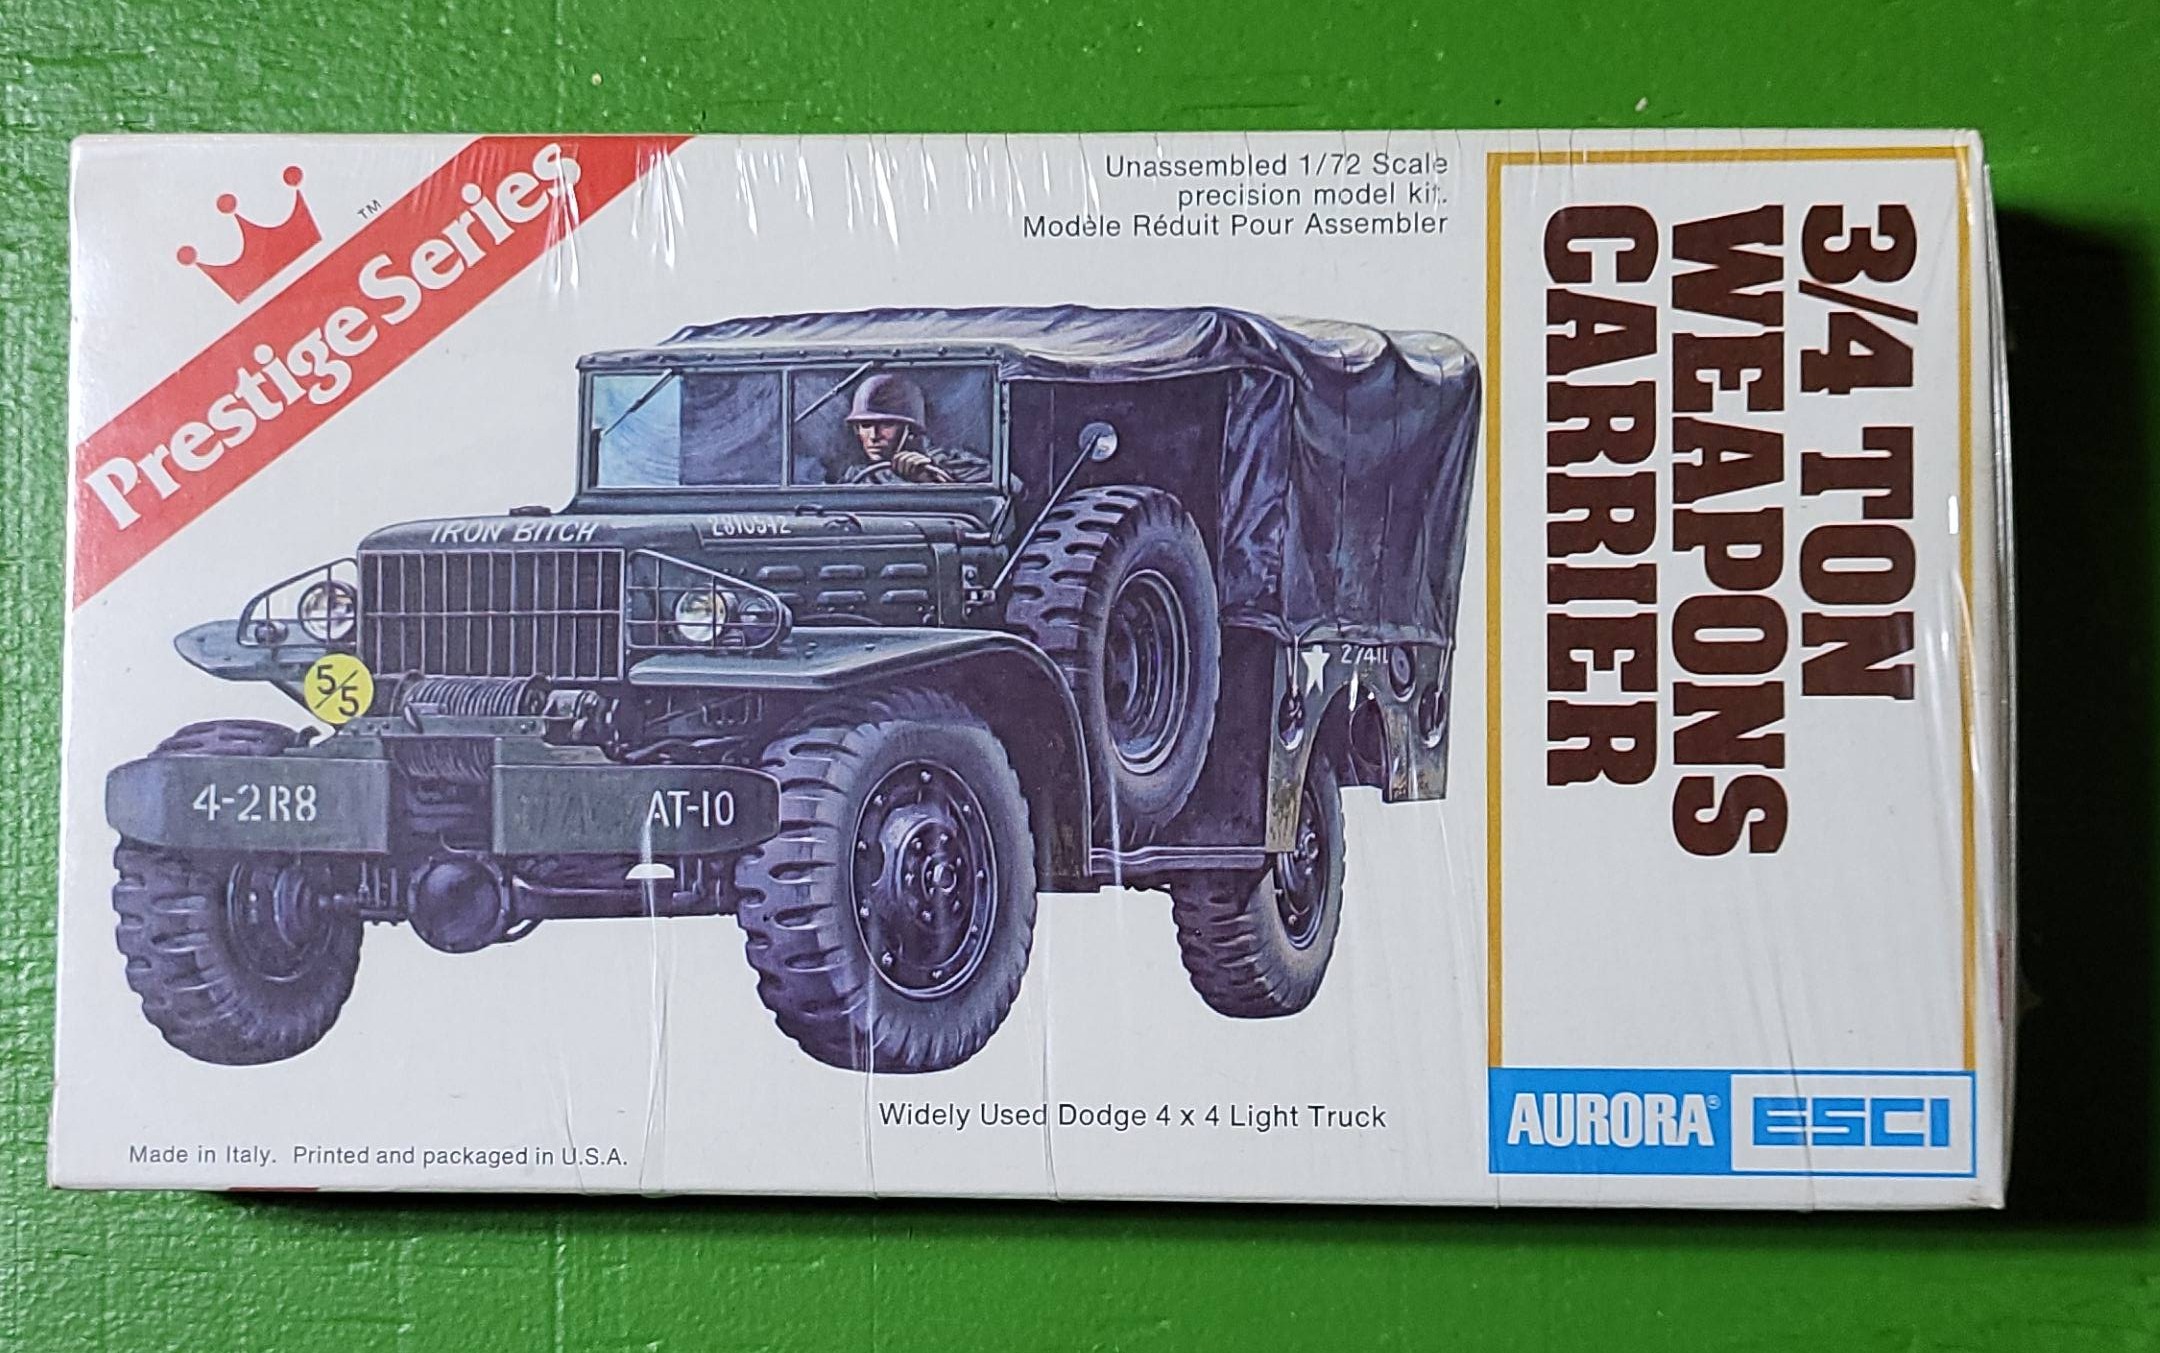 Prestige Series
TM
Unassembled 1/72 Scale
precision model kit.
Modèle Réduit Pour Assembler
3/4 TON
WEAPONS
CARRIER
IRON BITCH
2810542
5/5
4-2R8
AT-10
Widely Used Dodge 4 x 4 Light Truck
Made in Italy. Printed and packaged in U.S.A.
AURORA®
ESCI